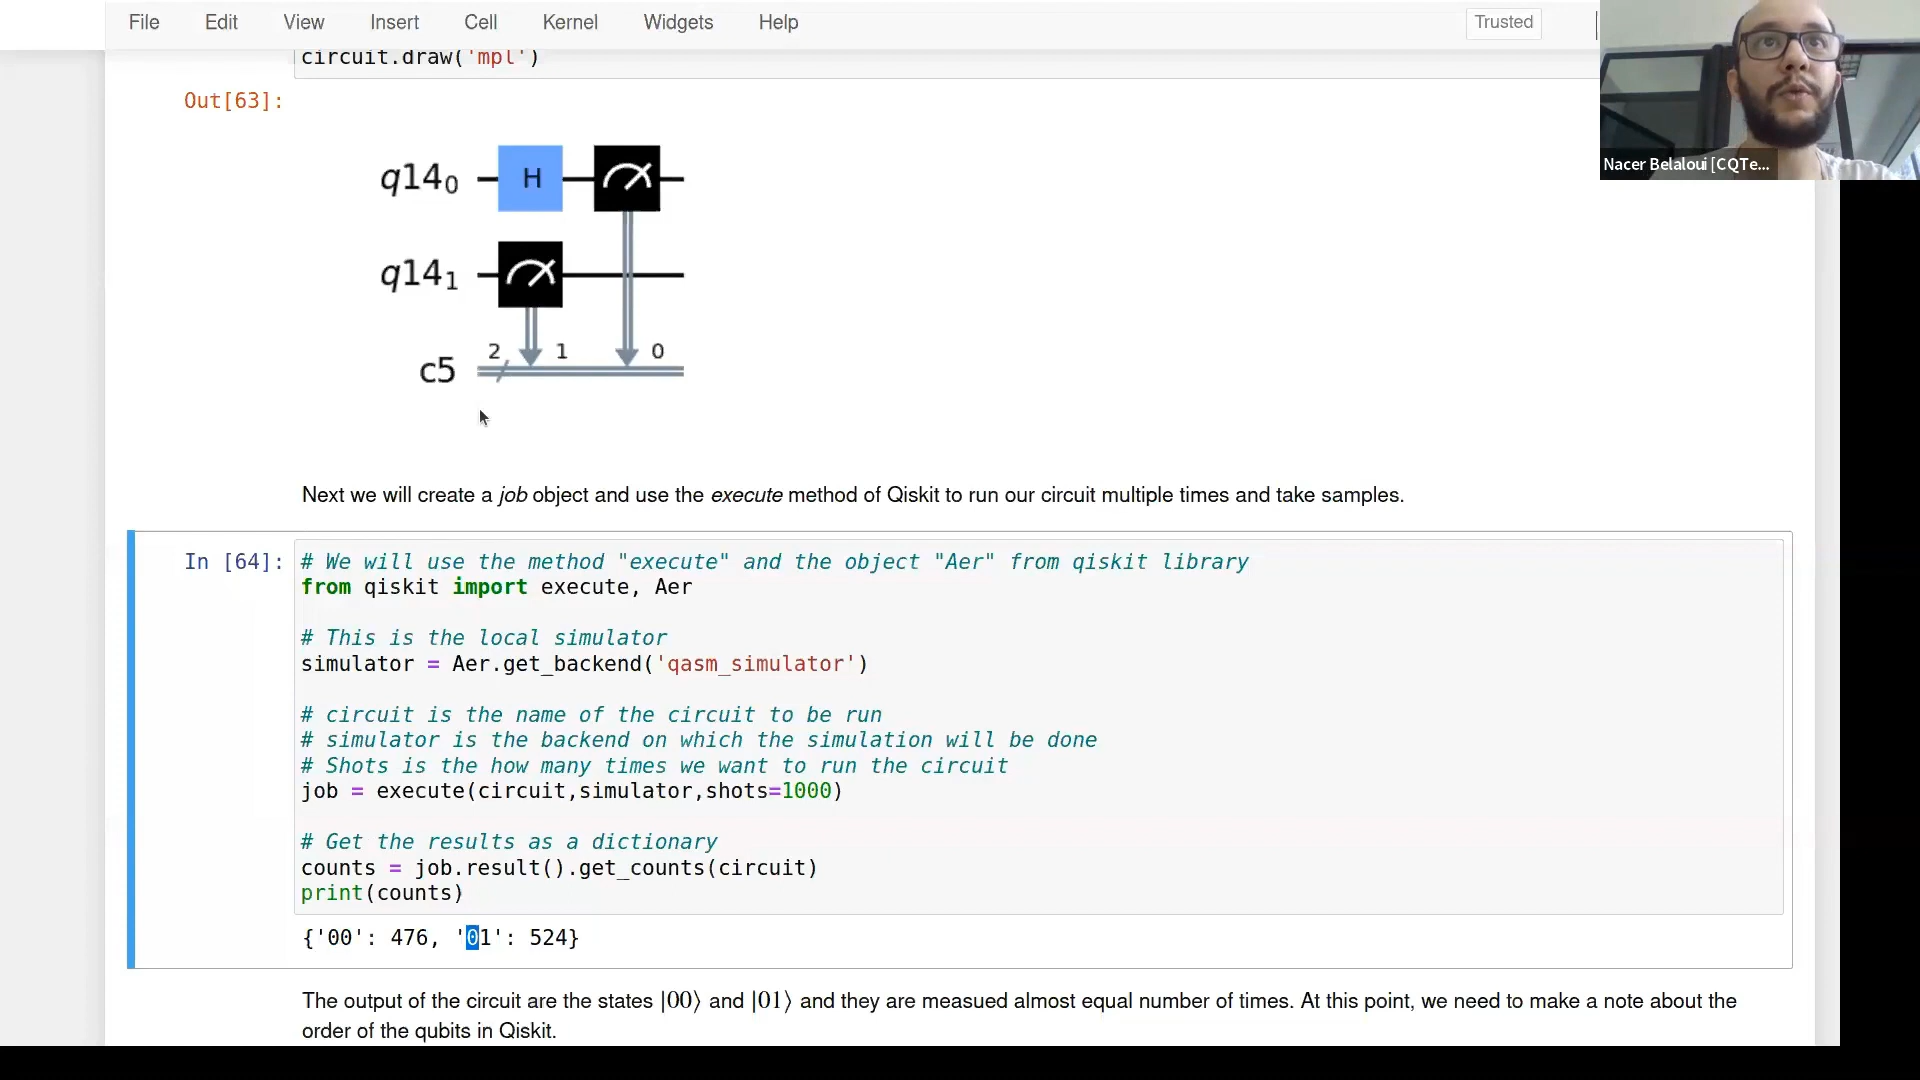 File Edit View Insert Cell Kernel Widgets Help Trusted
circuit.draw('mpl')
Out[63]:
q14₀ H
q14₁
c5 2 1 0
Nacer Belaloui [CQTe...
Next we will create a job object and use the execute method of Qiskit to run our circuit multiple times and take samples.
In [64]: # We will use the method "execute" and the object "Aer" from qiskit library
from qiskit import execute, Aer
# This is the local simulator
simulator = Aer.get_backend('qasm_simulator')
# circuit is the name of the circuit to be run
# simulator is the backend on which the simulation will be done
# Shots is the how many times we want to run the circuit
job = execute(circuit,simulator,shots=1000)
# Get the results as a dictionary
counts = job.result().get_counts(circuit)
print(counts)
{'00': 476, '01': 524}
The output of the circuit are the states |00⟩ and |01⟩ and they are measued almost equal number of times. At this point, we need to make a note about the
order of the qubits in Qiskit.